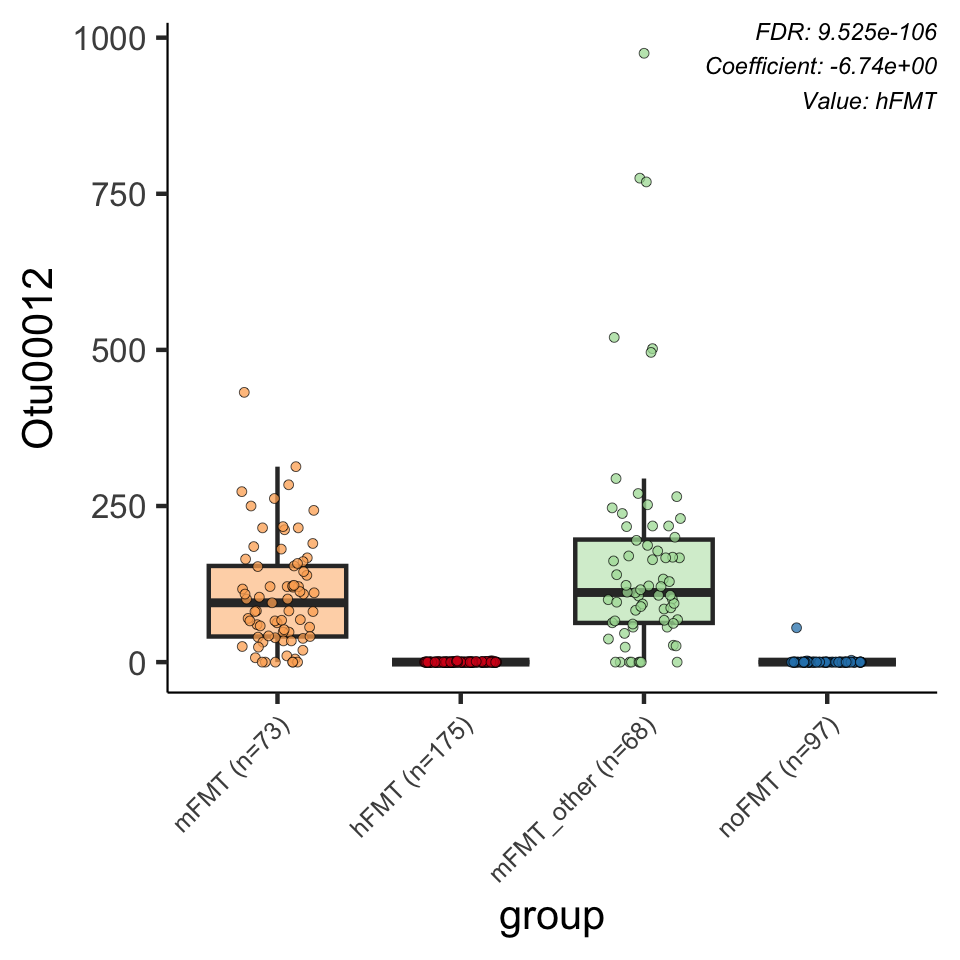 FDR: 9.525e-106
Coefficient: -6.74e+00
Value: hFMT
1000
750
500
250
0
Otu00012
mFMT (n=73)
hFMT (n=175)
mFMT_other (n=68)
noFMT (n=97)
group